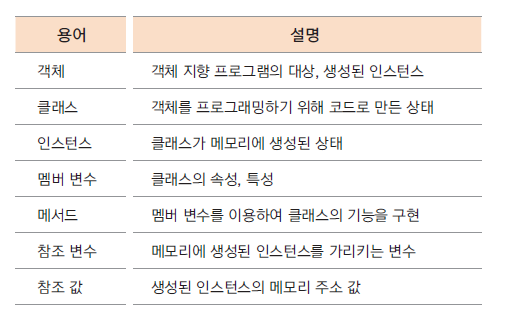 용어 설명
객체 객체 지향 프로그램의 대상, 생성된 인스턴스
클래스 객체를 프로그래밍하기 위해 코드로 만든 상태
인스턴스 클래스가 메모리에 생성된 상태
멤버 변수 클래스의 속성, 특성
메서드 멤버 변수를 이용하여 클래스의 기능을 구현
참조 변수 메모리에 생성된 인스턴스를 가리키는 변수
참조 값 생성된 인스턴스의 메모리 주소 값